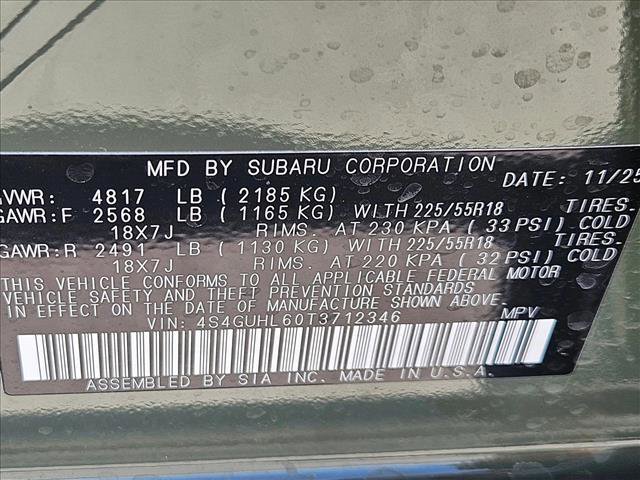 MFD BY SUBARU CORPORATION DATE: 11/25
GVWR: 4817 LB (2185 KG)
GAWR:F 2568 LB (1165 KG) WITH 225/55R18 TIRES.
18X7J RIMS. AT 230 KPA (33 PSI) COLD
GAWR:R 2491 LB (1130 KG) WITH 225/55R18 TIRES.
18X7J RIMS. AT 220 KPA (32 PSI) COLD
THIS VEHICLE CONFORMS TO ALL APPLICABLE FEDERAL MOTOR
VEHICLE SAFETY AND THEFT PREVENTION STANDARDS
IN EFFECT ON THE DATE OF MANUFACTURE SHOWN ABOVE.
VIN: 4S4GUHL60T3712346 MPV
ASSEMBLED BY SIA INC. MADE IN U.S.A.